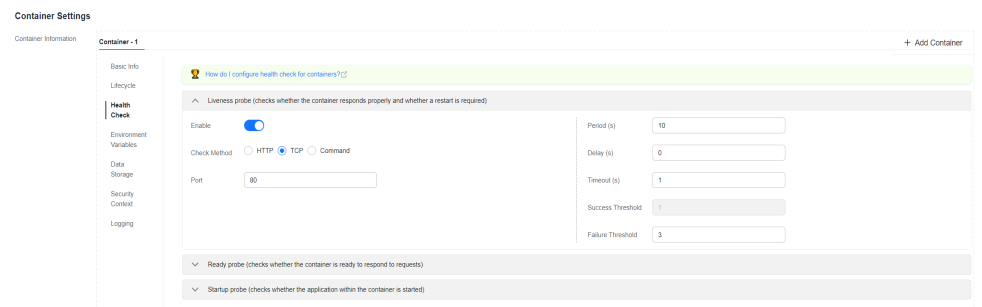 Container Settings
Container Information
Container - 1
+ Add Container
Basic Info
Lifecycle
Health
Check
Environment
Variables
Data
Storage
Security
Context
Logging
How do I configure health check for containers?
Liveness probe (checks whether the container responds properly and whether a restart is required)
Enable
Check Method HTTP TCP Command
Port 80
Period (s) 10
Delay (s) 0
Timeout (s) 1
Success Threshold 1
Failure Threshold 3
Ready probe (checks whether the container is ready to respond to requests)
Startup probe (checks whether the application within the container is started)